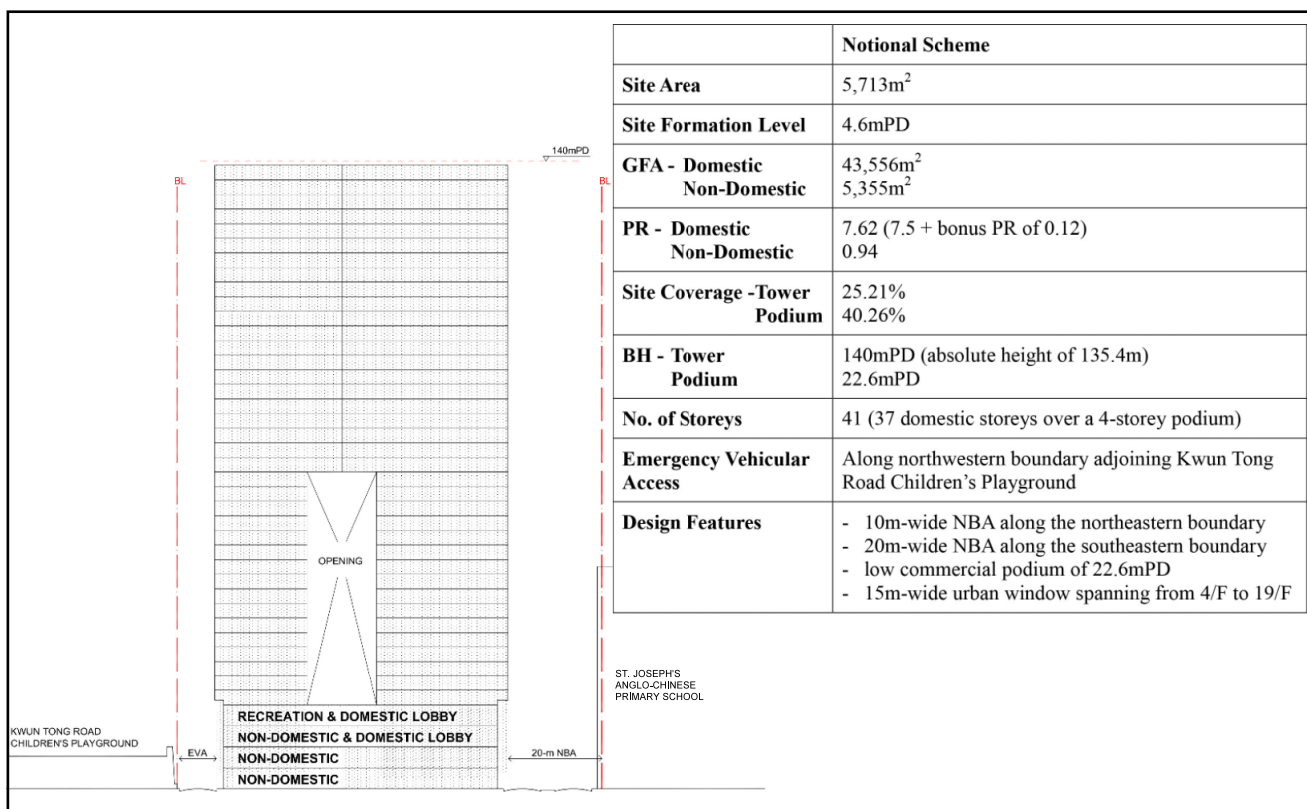 140mPD
BL
BL
OPENING
ST. JOSEPH'S
ANGLO-CHINESE
PRIMARY SCHOOL
RECREATION & DOMESTIC LOBBY
NON-DOMESTIC & DOMESTIC LOBBY
NON-DOMESTIC
NON-DOMESTIC
KWUN TONG ROAD
CHILDREN'S PLAYGROUND
EVA
20-m NBA
Notional Scheme
Site Area 5,713m²
Site Formation Level 4.6mPD
GFA - Domestic 43,556m²
Non-Domestic 5,355m²
PR - Domestic 7.62 (7.5 + bonus PR of 0.12)
Non-Domestic 0.94
Site Coverage -Tower 25.21%
Podium 40.26%
BH - Tower 140mPD (absolute height of 135.4m)
Podium 22.6mPD
No. of Storeys 41 (37 domestic storeys over a 4-storey podium)
Emergency Vehicular Access
Along northwestern boundary adjoining Kwun Tong
Road Children's Playground
Design Features
- 10m-wide NBA along the northeastern boundary
- 20m-wide NBA along the southeastern boundary
- low commercial podium of 22.6mPD
- 15m-wide urban window spanning from 4/F to 19/F